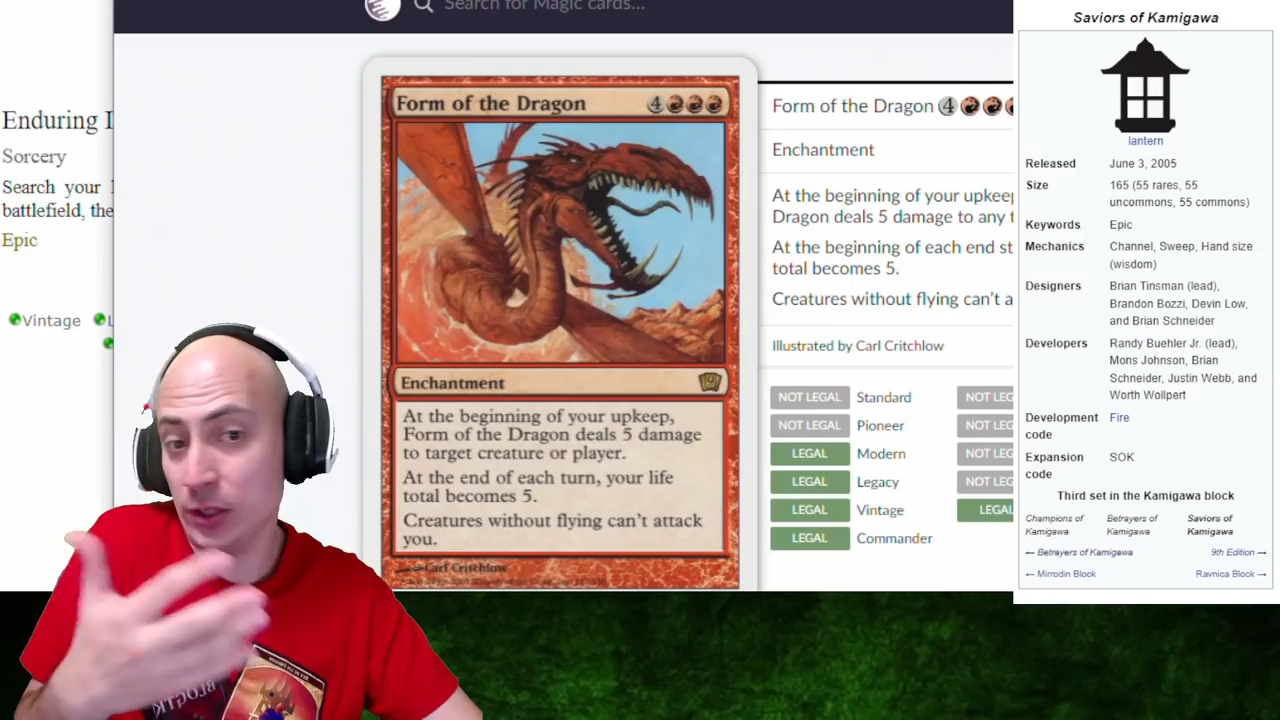 Search for Magic cards...
Enduring I
Sorcery
Search your
battlefield, the
Epic
Vintage
Form of the Dragon 4
Enchantment
At the beginning of your upkeep,
Form of the Dragon deals 5 damage
to target creature or player.
At the end of each turn, your life
total becomes 5.
Creatures without flying can't attack
you.
Carl Critchlow
Form of the Dragon 4
Enchantment
At the beginning of your upkeep
Dragon deals 5 damage to any t
At the beginning of each end st
total becomes 5.
Creatures without flying can't a
Illustrated by Carl Critchlow
NOT LEGAL Standard NOT LEG
NOT LEGAL Pioneer NOT LEG
LEGAL Modern NOT LEG
LEGAL Legacy NOT LEG
LEGAL Vintage LEGAL
LEGAL Commander
Saviors of Kamigawa
lantern
Released June 3, 2005
Size 165 (55 rares, 55
uncommons, 55 commons)
Keywords Epic
Mechanics Channel, Sweep, Hand size
(wisdom)
Designers Brian Tinsman (lead),
Brandon Bozzi, Devin Low,
and Brian Schneider
Developers Randy Buehler Jr. (lead),
Mons Johnson, Brian
Schneider, Justin Webb, and
Worth Wollpert
Development Fire
code
Expansion SOK
code
Third set in the Kamigawa block
Champions of Betrayers of Saviors of
Kamigawa Kamigawa Kamigawa
← Betrayers of Kamigawa 9th Edition →
← Mirrodin Block Ravnica Block →